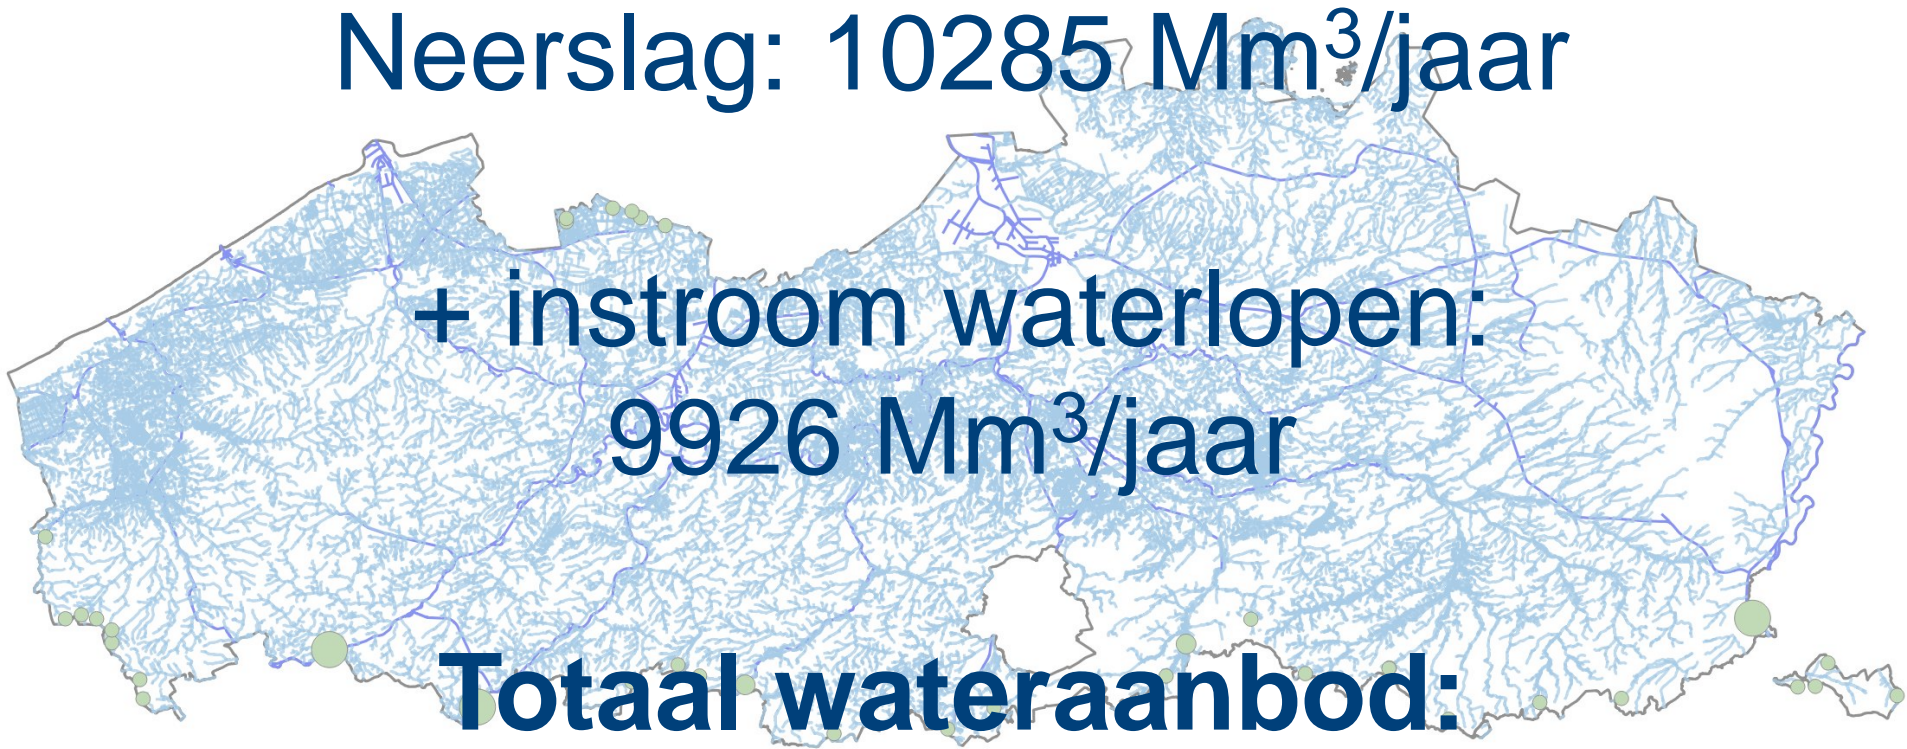 Neerslag: 10285 Mm³/jaar
+ instroom waterlopen:
9926 Mm³/jaar
Totaal wateraanbod: